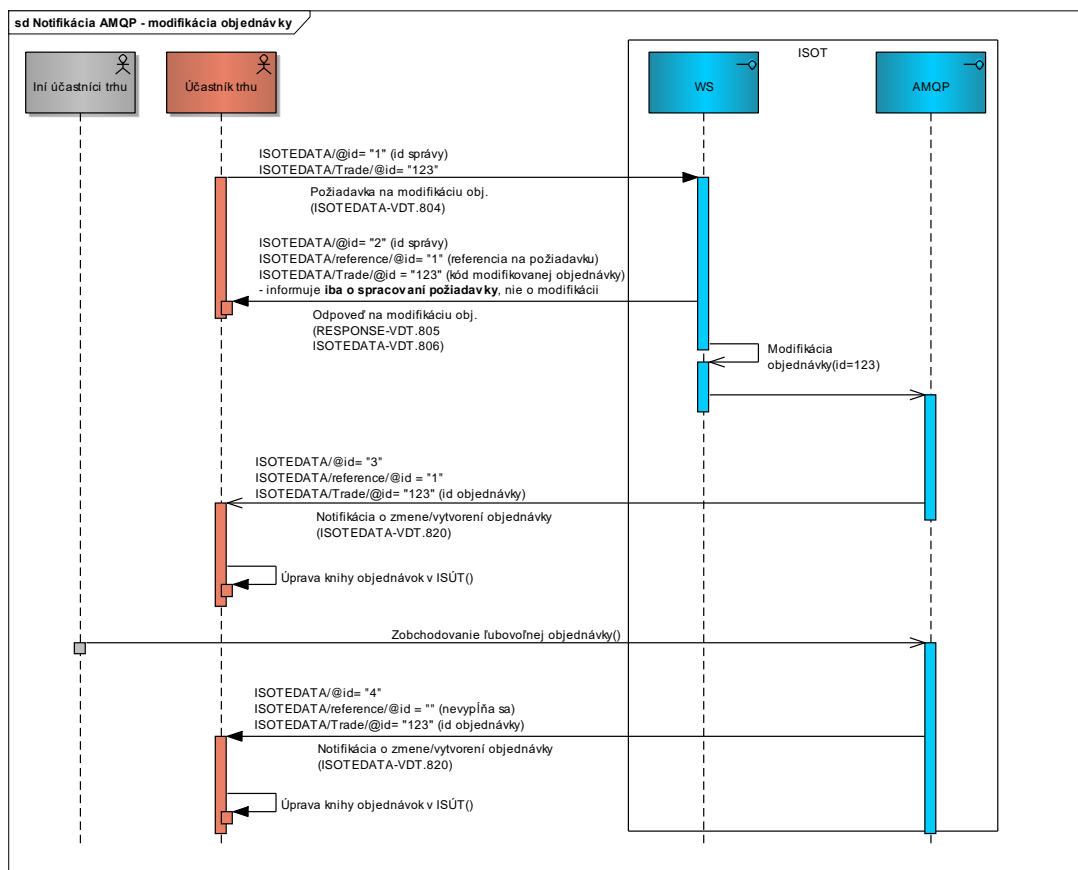 sd Notifikácia AMQP - modifikácia objednávky
ISOT
Iní účastníci trhu
Účastník trhu
WS
AMQP
ISOTEDATA/@id= "1" (id správy)
ISOTEDATA/Trade/@id= "123"
Požiadavka na modifikáciu obj.
(ISOTEDATA-VDT.804)
ISOTEDATA/@id= "2" (id správy)
ISOTEDATA/reference/@id= "1" (referencia na požiadavku)
ISOTEDATA/Trade/@id = "123" (kód modifikovanej objednávky)
- informuje iba o spracovaní požiadavky, nie o modifikácii
Odpoveď na modifikáciu obj.
(RESPONSE-VDT.805
ISOTEDATA-VDT.806)
Modifikácia
objednávky(id=123)
ISOTEDATA/@id= "3"
ISOTEDATA/reference/@id = "1"
ISOTEDATA/Trade/@id= "123" (id objednávky)
Notifikácia o zmene/vytvorení objednávky
(ISOTEDATA-VDT.820)
Úprava knihy objednávok v ISÚT()
Zobchodovanie ľubovoľnej objednávky()
ISOTEDATA/@id= "4"
ISOTEDATA/reference/@id = "" (nevypĺňa sa)
ISOTEDATA/Trade/@id= "123" (id objednávky)
Notifikácia o zmene/vytvorení objednávky
(ISOTEDATA-VDT.820)
Úprava knihy objednávok v ISÚT()